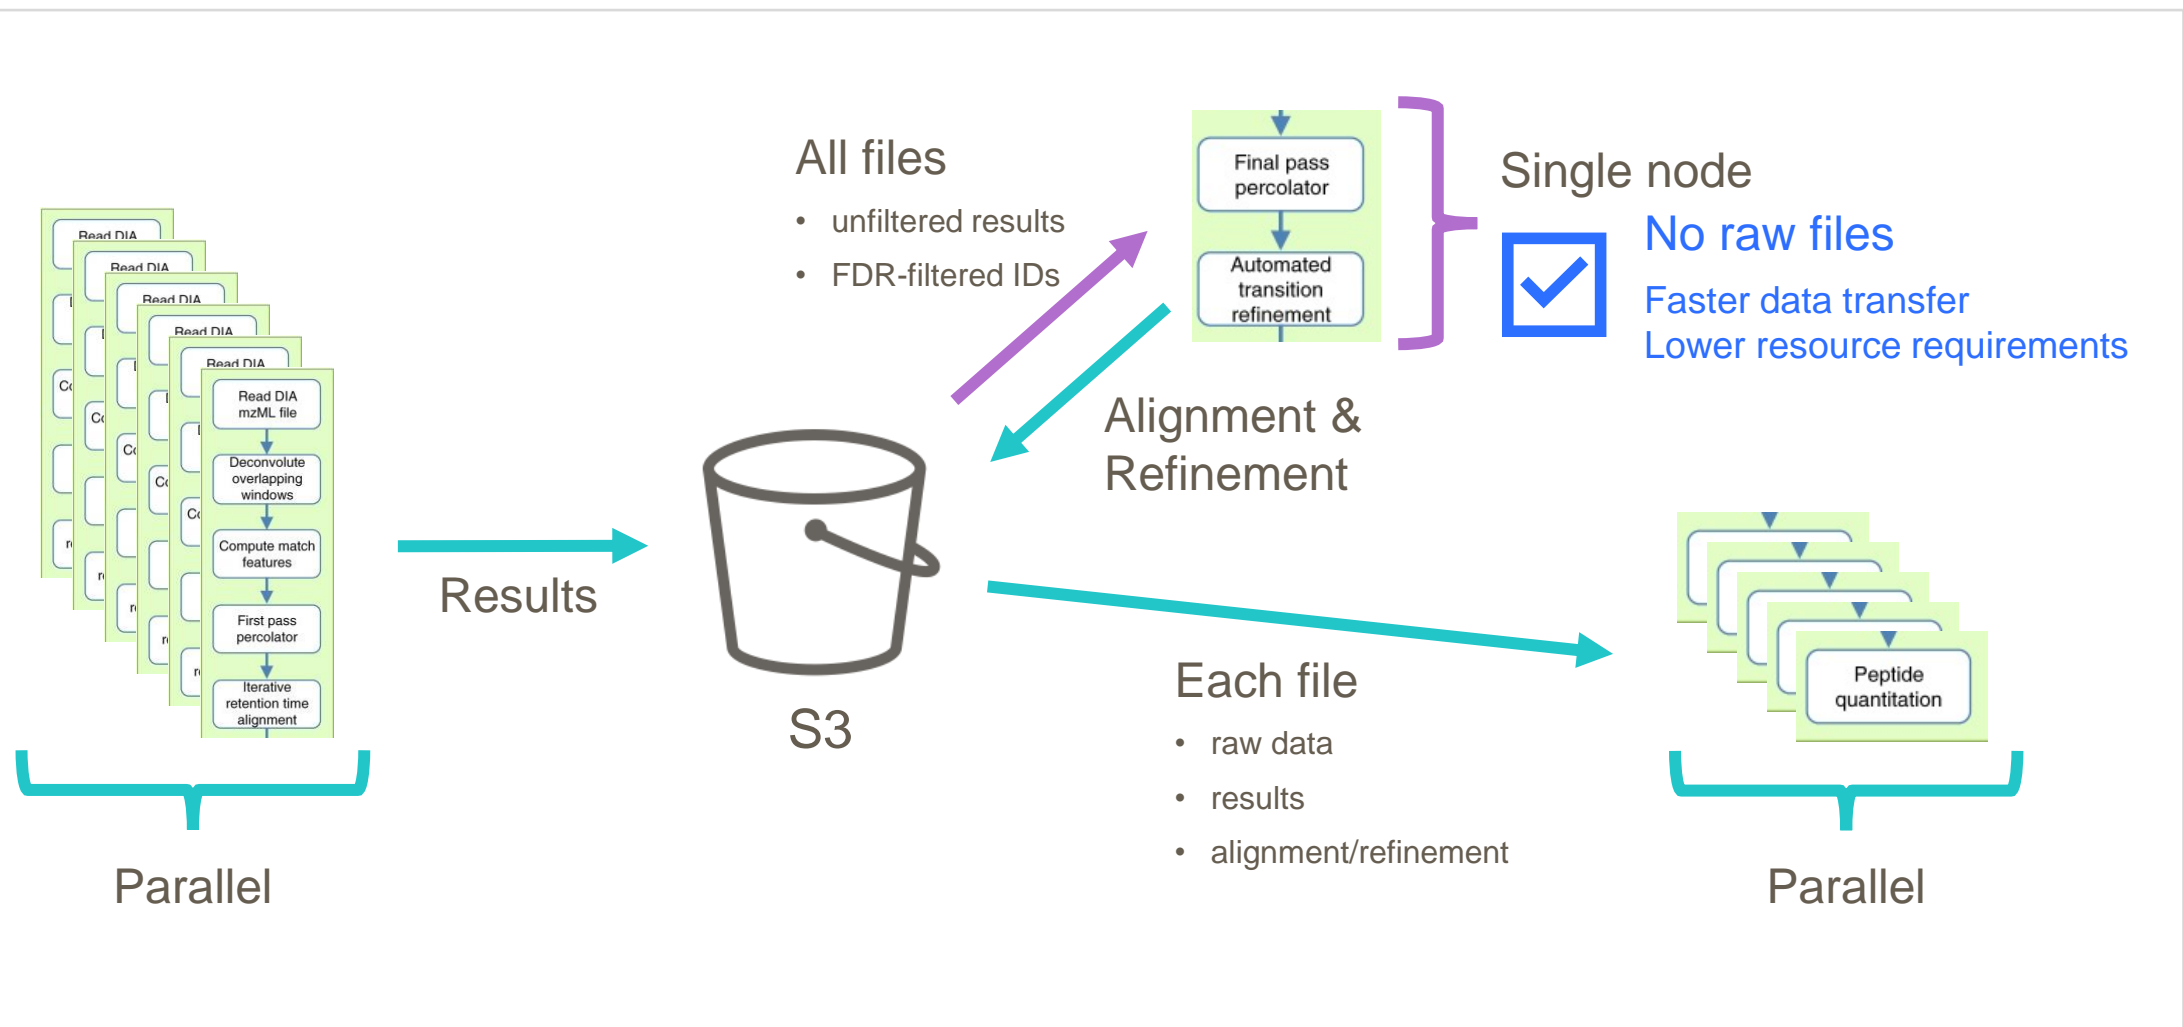 Read DIA
Read DIA
Read DIA
Read DIA
Read DIA
Read DIA
mzML file
Deconvolute
overlapping
windows
Compute match
features
First pass
percolator
Iterative
retention time
alignment
Parallel
Results
S3
All files
• unfiltered results
• FDR-filtered IDs
Final pass
percolator
Automated
transition
refinement
Single node
No raw files
Faster data transfer
Lower resource requirements
Alignment &
Refinement
Each file
• raw data
• results
• alignment/refinement
Peptide
quantitation
Parallel